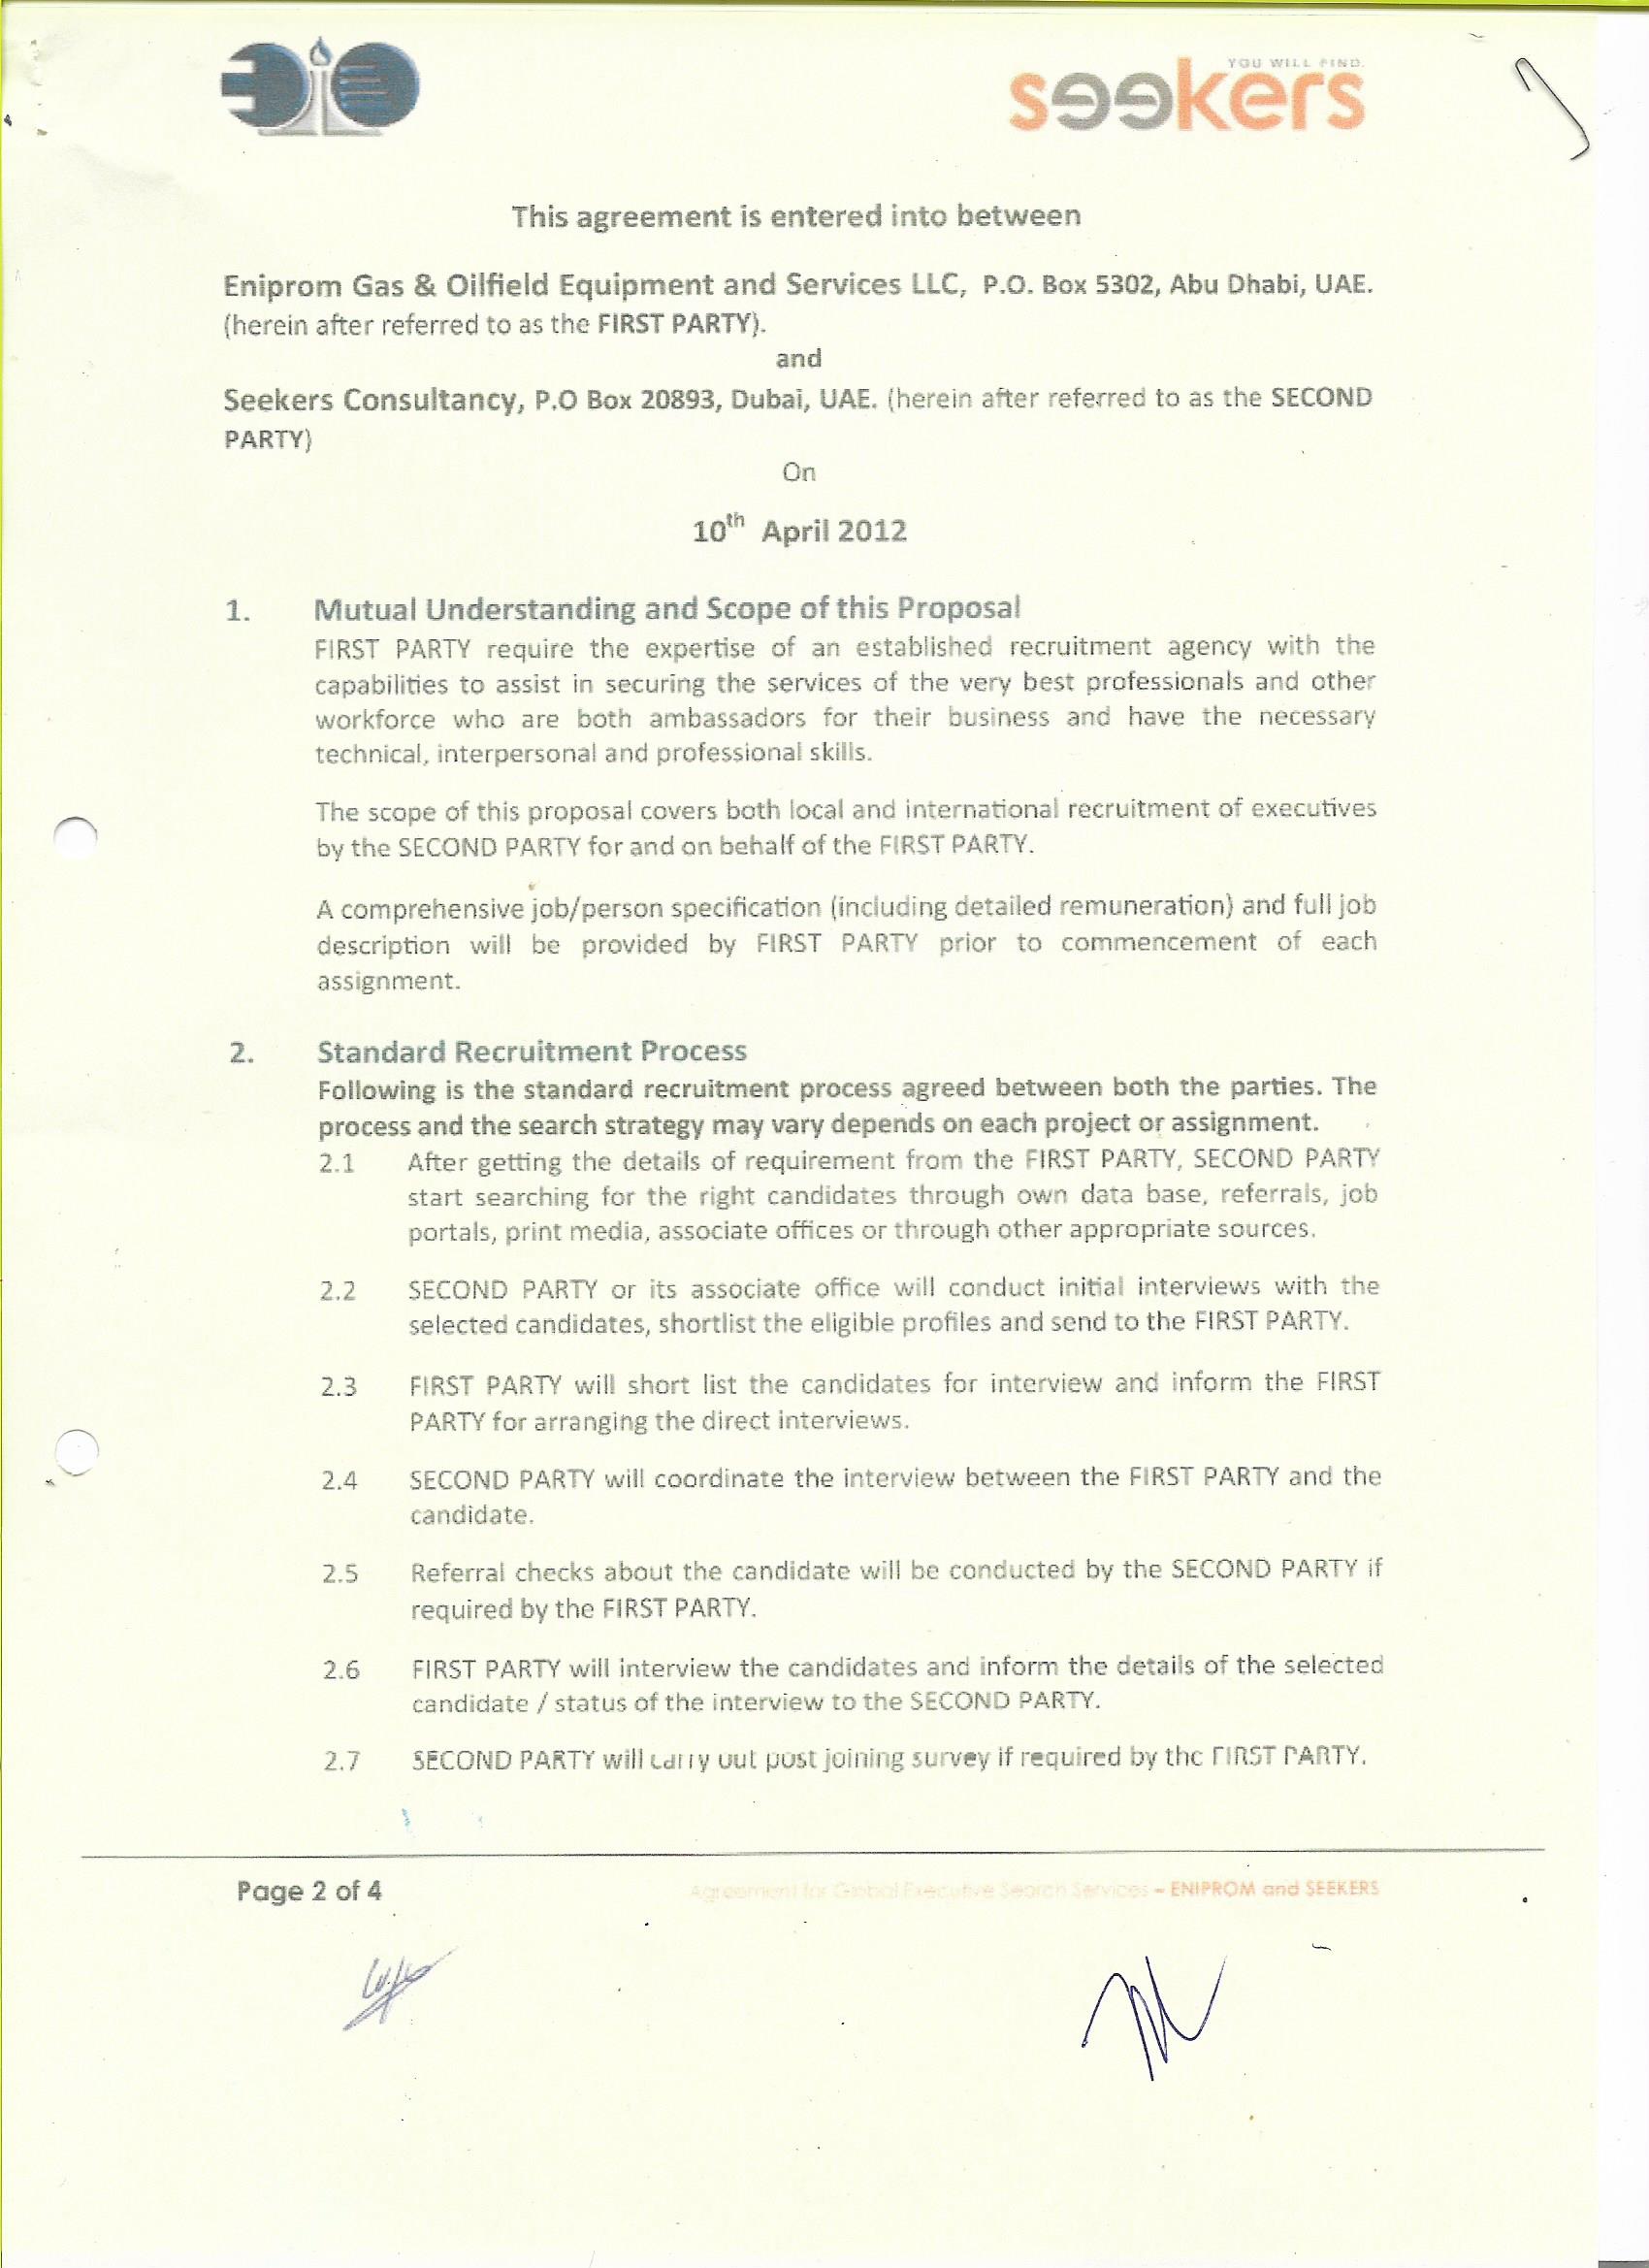 YOU WILL FIND.
seekers
This agreement is entered into between
Eniprom Gas & Oilfield Equipment and Services LLC, P.O. Box 5302, Abu Dhabi, UAE.
(herein after referred to as the FIRST PARTY).
and
Seekers Consultancy, P.O Box 20893, Dubai, UAE. (herein after referred to as the SECOND
PARTY)
On
10th April 2012
1. Mutual Understanding and Scope of this Proposal
FIRST PARTY require the expertise of an established recruitment agency with the
capabilities to assist in securing the services of the very best professionals and other
workforce who are both ambassadors for their business and have the necessary
technical, interpersonal and professional skills.
The scope of this proposal covers both local and international recruitment of executives
by the SECOND PARTY for and on behalf of the FIRST PARTY.
A comprehensive job/person specification (including detailed remuneration) and full job
description will be provided by FIRST PARTY prior to commencement of each
assignment.
2. Standard Recruitment Process
Following is the standard recruitment process agreed between both the parties. The
process and the search strategy may vary depends on each project or assignment.
2.1 After getting the details of requirement from the FIRST PARTY, SECOND PARTY
start searching for the right candidates through own data base, referrals, job
portals, print media, associate offices or through other appropriate sources.
2.2 SECOND PARTY or its associate office will conduct initial interviews with the
selected candidates, shortlist the eligible profiles and send to the FIRST PARTY.
2.3 FIRST PARTY will short list the candidates for interview and inform the FIRST
PARTY for arranging the direct interviews.
2.4 SECOND PARTY will coordinate the interview between the FIRST PARTY and the
candidate.
2.5 Referral checks about the candidate will be conducted by the SECOND PARTY if
required by the FIRST PARTY.
2.6 FIRST PARTY will interview the candidates and inform the details of the selected
candidate / status of the interview to the SECOND PARTY.
2.7 SECOND PARTY will carry out post joining survey if required by the FIRST PARTY.
Page 2 of 4
Agreement for Global Executive Search Services – ENIPROM and SEEKERS